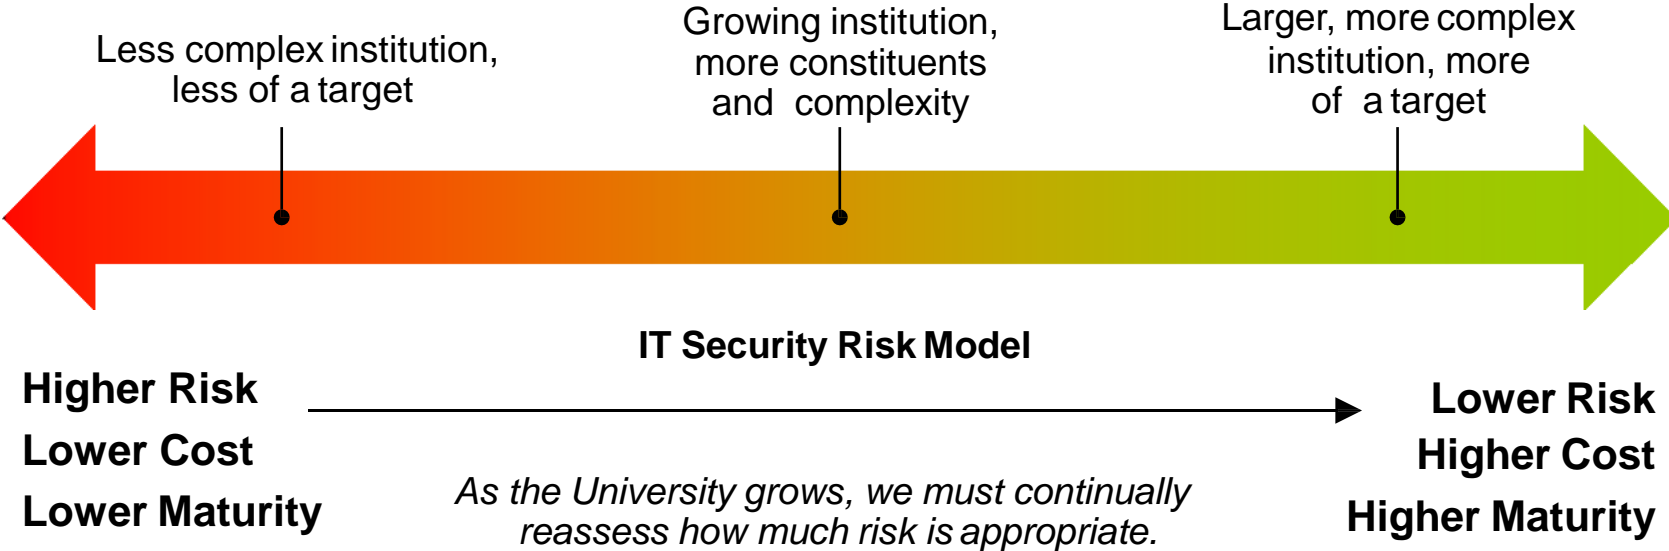 Less complex institution,
less of a target
Growing institution,
more constituents
and complexity
Larger, more complex
institution, more
of a target
IT Security Risk Model
Higher Risk
Lower Cost
Lower Maturity
As the University grows, we must continually
reassess how much risk is appropriate.
Lower Risk
Higher Cost
Higher Maturity